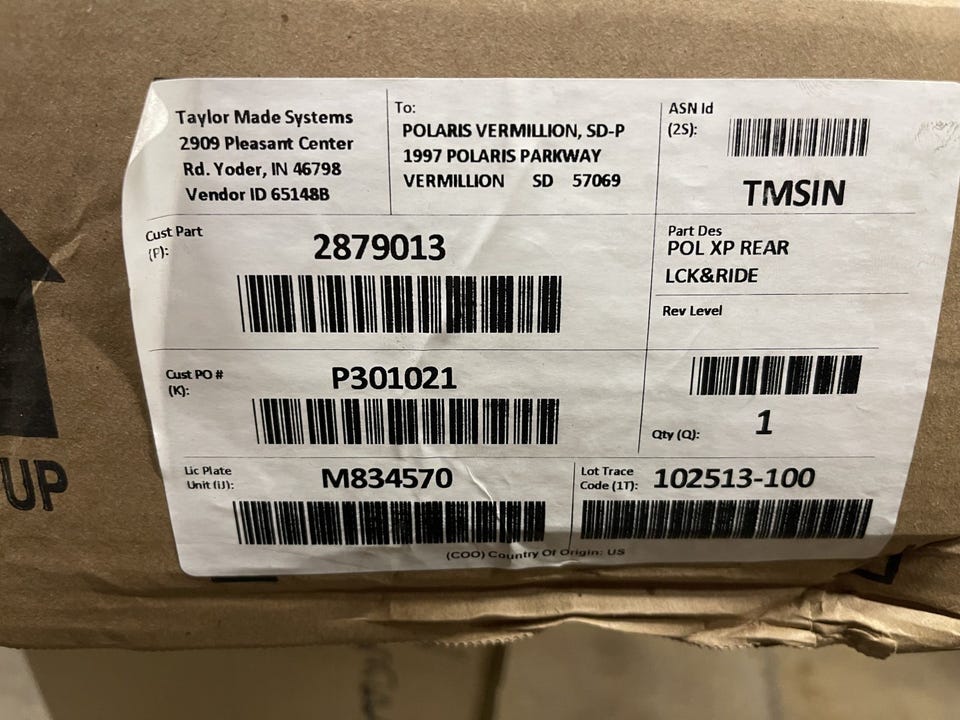 Taylor Made Systems
2909 Pleasant Center
Rd. Yoder, IN 46798
Vendor ID 65148B
To:
POLARIS VERMILLION, SD-P
1997 POLARIS PARKWAY
VERMILLION SD 57069
ASN Id
(2S):
TMSIN
Cust Part
(P):
2879013
Part Des
POL XP REAR
LCK&RIDE
Rev Level
Cust PO #
(K):
P301021
Qty (Q):
1
Lic Plate
Unit (1J):
M834570
Lot Trace
Code (1T):
102513-100
(COO) Country Of Origin: US
UP